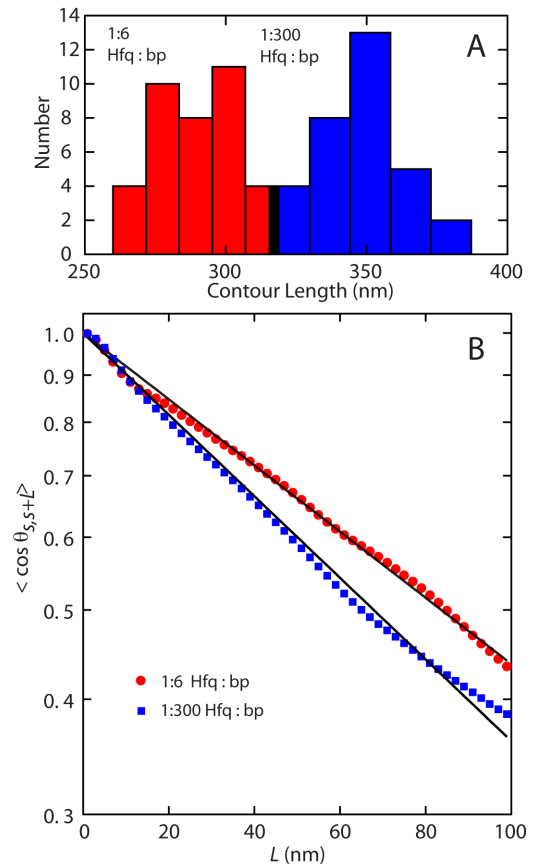 14
12
10
8
6
4
2
0
Number
1:6
Hfq : bp
1:300
Hfq : bp
A
250
300
350
400
Contour Length (nm)
B
1.0
0.9
0.8
0.7
0.6
0.5
0.4
0.3
< cos θs,s+L>
1:6 Hfq : bp
1:300 Hfq : bp
0
20
40
60
80
100
L (nm)